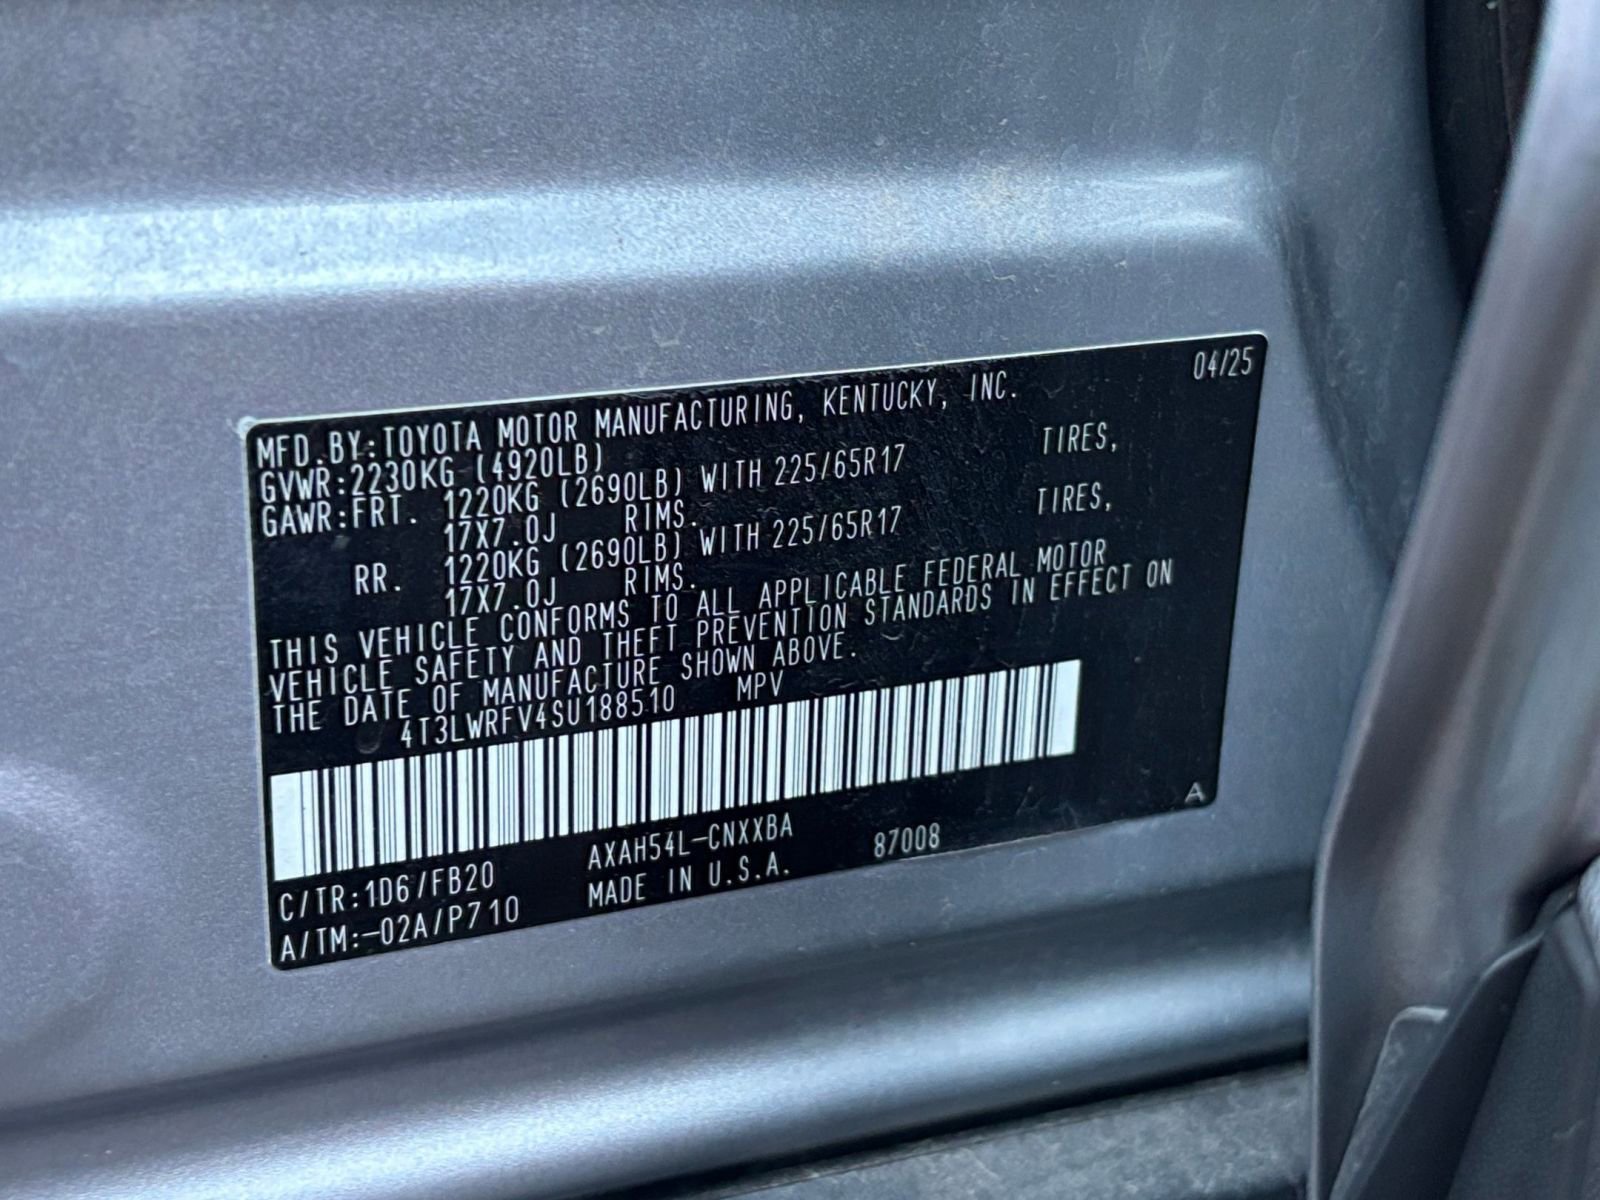 04/25
MFD.BY:TOYOTA MOTOR MANUFACTURING, KENTUCKY, INC.
GVWR:2230KG (4920LB)
GAWR:FRT. 1220KG (2690LB) WITH 225/65R17 TIRES,
17X7.0J RIMS.
RR. 1220KG (2690LB) WITH 225/65R17 TIRES,
17X7.0J RIMS.
THIS VEHICLE CONFORMS TO ALL APPLICABLE FEDERAL MOTOR
VEHICLE SAFETY AND THEFT PREVENTION STANDARDS IN EFFECT ON
THE DATE OF MANUFACTURE SHOWN ABOVE.
4T3LWRFV4SU188510 MPV
C/TR:1D6/FB20 AXAH54L-CNXXBA 87008 A
A/TM:-02A/P710 MADE IN U.S.A.